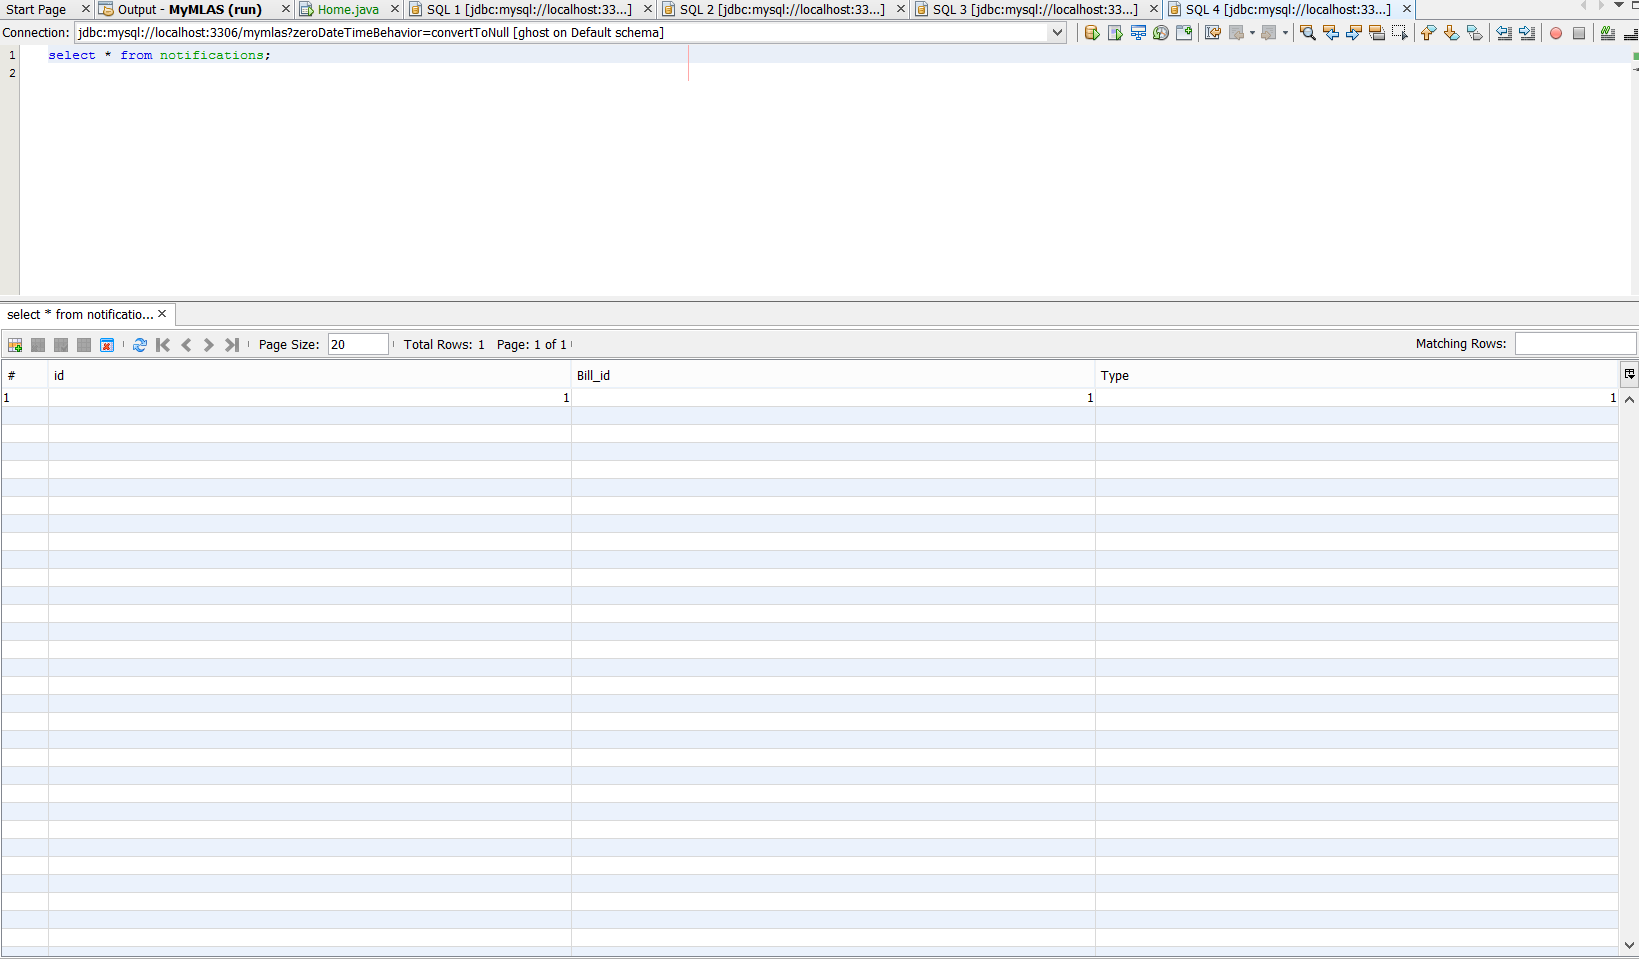 Start Page Output - MyMLAS (run) Home.java SQL 1 [jdbc:mysql://localhost:33...] SQL 2 [jdbc:mysql://localhost:33...] SQL 3 [jdbc:mysql://localhost:33...] SQL 4 [jdbc:mysql://localhost:33...]
Connection: jdbc:mysql://localhost:3306/mymlas?zeroDateTimeBehavior=convertToNull [ghost on Default schema]
1 select * from notifications;
2
select * from notificatio...
Page Size: 20 Total Rows: 1 Page: 1 of 1 Matching Rows:
# id Bill_id Type
1 1 1 1